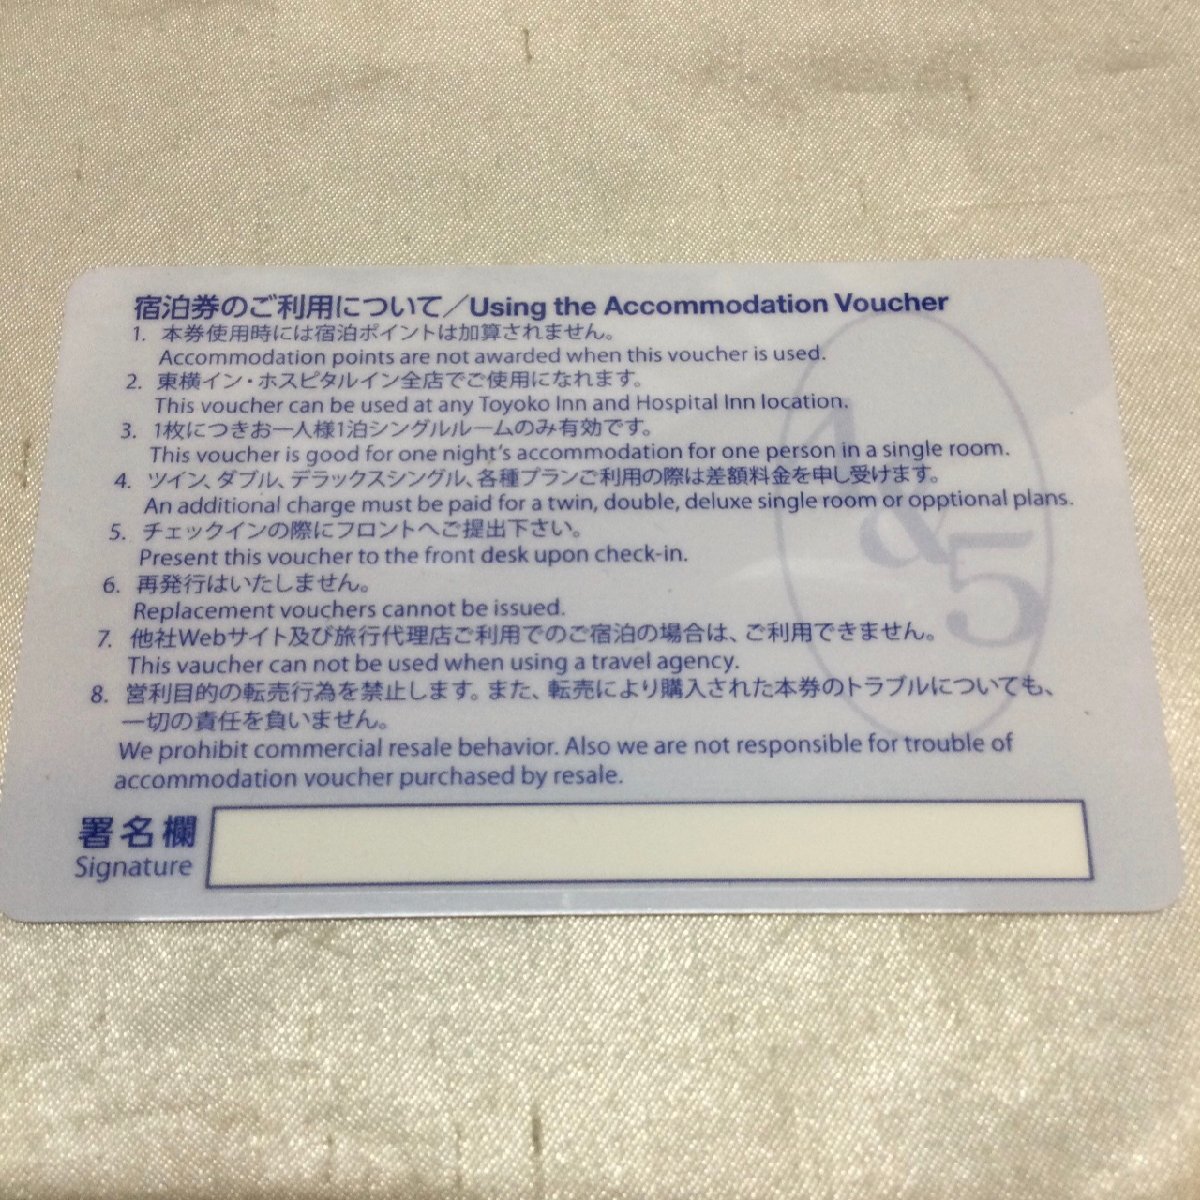 宿泊券のご利用について／Using the Accommodation Voucher
1. 本券使用時には宿泊ポイントは加算されません。
Accommodation points are not awarded when this voucher is used.
2. 東横イン・ホスピタルイン全店でご使用になれます。
This voucher can be used at any Toyoko Inn and Hospital Inn location.
3. 1枚につきお一人様1泊シングルルームのみ有効です。
This voucher is good for one night's accommodation for one person in a single room.
4. ツイン、ダブル、デラックスシングル、各種プランご利用の際は差額料金を申し受けます。
An additional charge must be paid for a twin, double, deluxe single room or opptional plans.
5. チェックインの際にフロントへご提出下さい。
Present this voucher to the front desk upon check-in.
6. 再発行はいたしません。
Replacement vouchers cannot be issued.
7. 他社Webサイト及び旅行代理店ご利用でのご宿泊の場合は、ご利用できません。
This vaucher can not be used when using a travel agency.
8. 営利目的の転売行為を禁止します。また、転売により購入された本券のトラブルについても、
一切の責任を負いません。
We prohibit commercial resale behavior. Also we are not responsible for trouble of
accommodation voucher purchased by resale.
1
&
5
署名欄
Signature